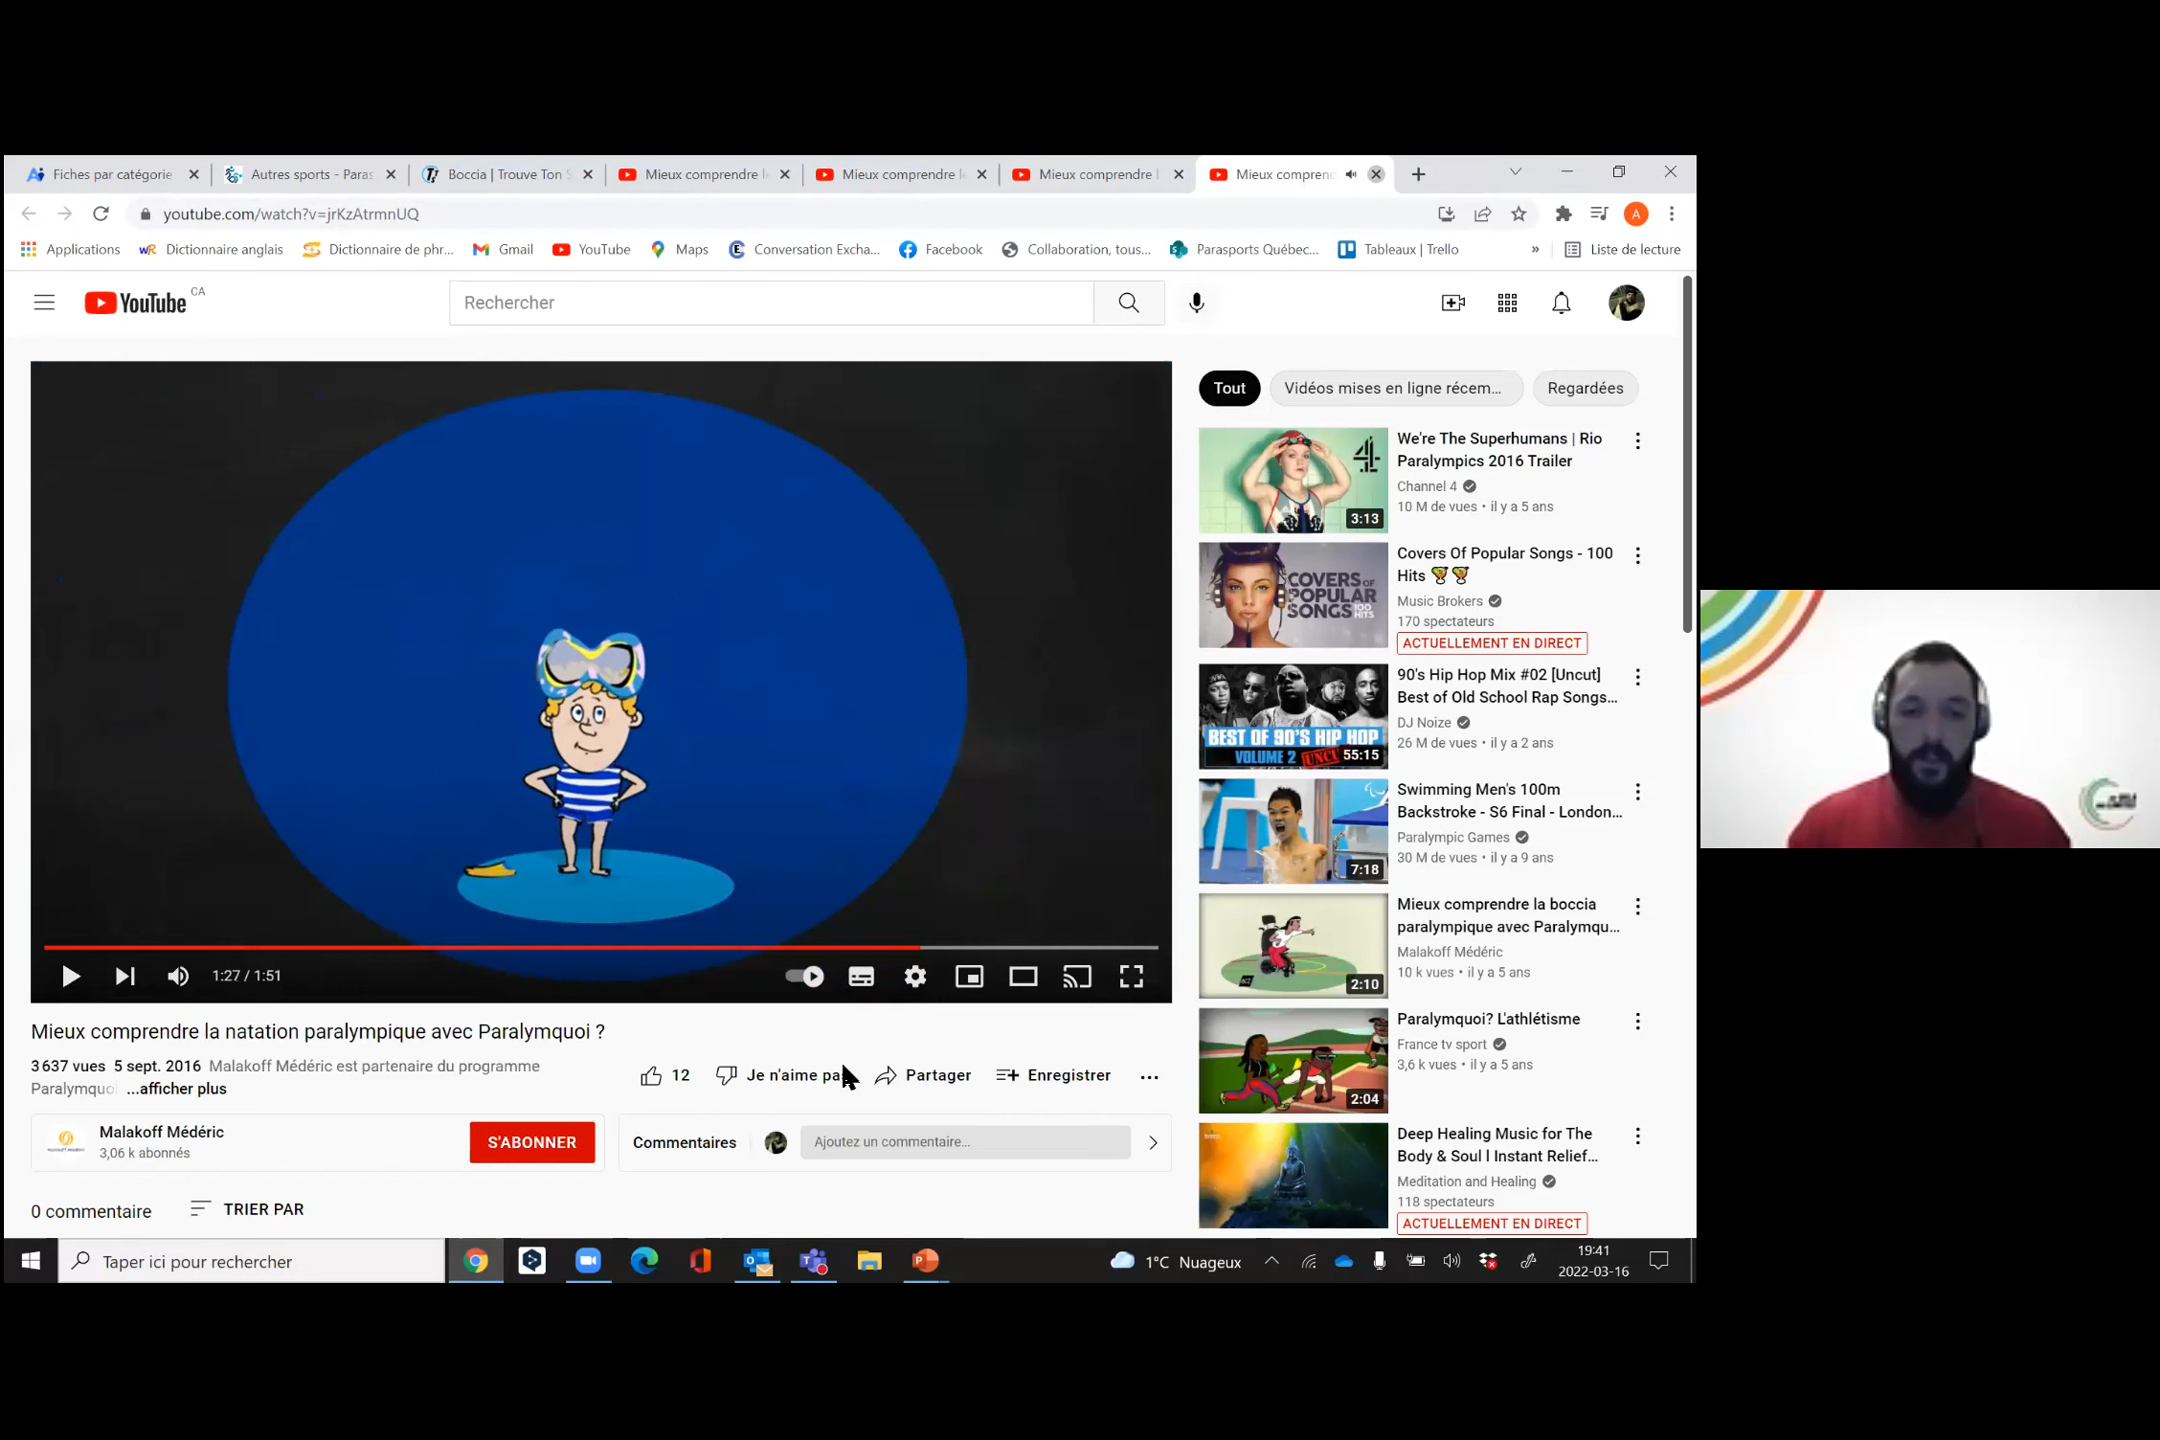 Fiches par catégorie
Autres sports - Paras
Boccia | Trouve Ton S
Mieux comprendre le
Mieux comprendre le
Mieux comprendre l
Mieux compren
youtube.com/watch?v=jrKzAtrmnUQ
A
Applications
Dictionnaire anglais
Dictionnaire de phr...
Gmail
YouTube
Maps
Conversation Excha...
Facebook
Collaboration, tous...
Parasports Québec...
Tableaux | Trello
»
Liste de lecture
YouTube CA
Rechercher
Tout
Vidéos mises en ligne récem...
Regardées
3:13
We're The Superhumans | Rio
Paralympics 2016 Trailer
Channel 4
10 M de vues • il y a 5 ans
COVERS OF
POPULAR
SONGS 100 HITS
Covers Of Popular Songs - 100
Hits 🍹🍹
Music Brokers
170 spectateurs
ACTUELLEMENT EN DIRECT
BEST OF 90'S HIP HOP
VOLUME 2
55:15
90's Hip Hop Mix #02 [Uncut]
Best of Old School Rap Songs...
DJ Noize
26 M de vues • il y a 2 ans
7:18
Swimming Men's 100m
Backstroke - S6 Final - London...
Paralympic Games
30 M de vues • il y a 9 ans
2:10
Mieux comprendre la boccia
paralympique avec Paralymqu...
Malakoff Médéric
10 k vues • il y a 5 ans
2:04
Paralymquoi? L'athlétisme
France tv sport
3,6 k vues • il y a 5 ans
Deep Healing Music for The
Body & Soul l Instant Relief...
Meditation and Healing
118 spectateurs
ACTUELLEMENT EN DIRECT
1:27 / 1:51
Mieux comprendre la natation paralympique avec Paralymquoi ?
3 637 vues 5 sept. 2016 Malakoff Médéric est partenaire du programme
Paralymquo ...afficher plus
12
Je n'aime pa
Partager
Enregistrer
Malakoff Médéric
3,06 k abonnés
S'ABONNER
Commentaires
Ajoutez un commentaire...
0 commentaire
TRIER PAR
Taper ici pour rechercher
1°C Nuageux
19:41
2022-03-16